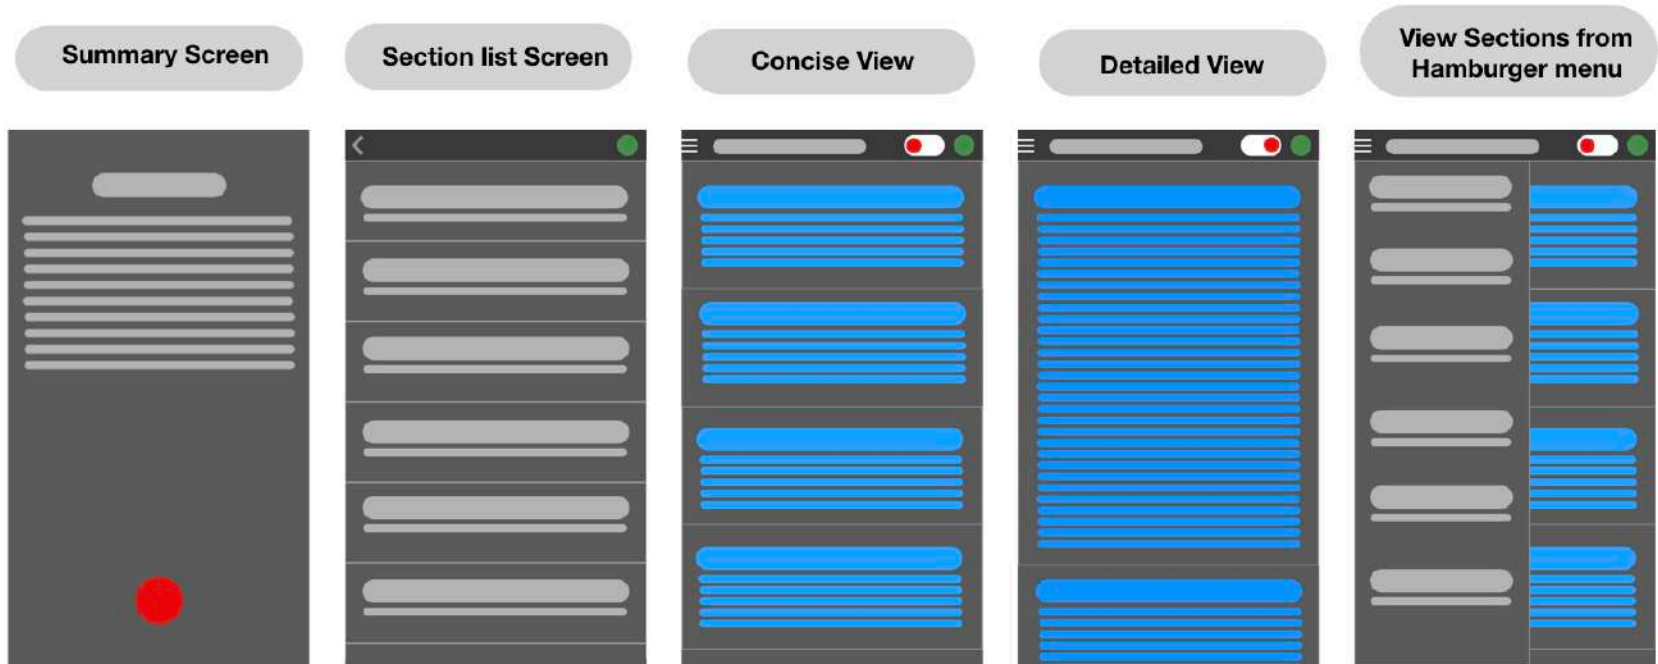 Summary Screen
Section list Screen
Concise View
Detailed View
View Sections from
Hamburger menu